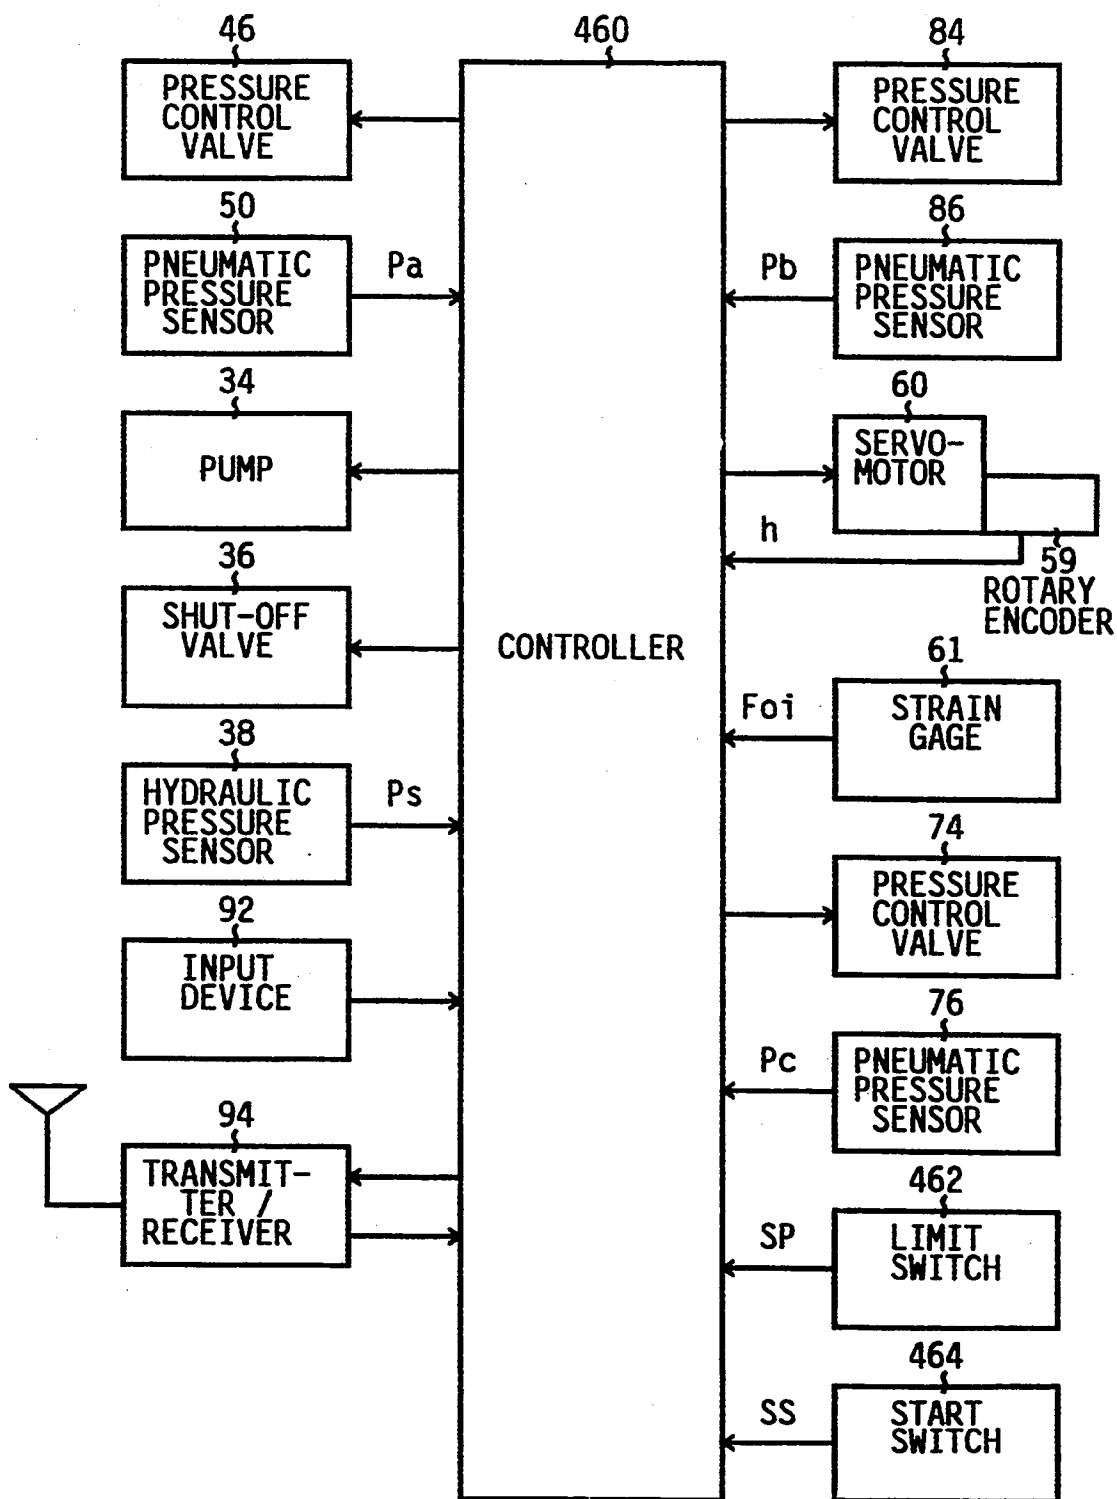 46
PRESSURE
CONTROL
VALVE
50
PNEUMATIC
PRESSURE
SENSOR
Pa
34
PUMP
36
SHUT-OFF
VALVE
38
HYDRAULIC
PRESSURE
SENSOR
Ps
92
INPUT
DEVICE
94
TRANSMIT-
TER /
RECEIVER
460
CONTROLLER
84
PRESSURE
CONTROL
VALVE
86
PNEUMATIC
PRESSURE
SENSOR
Pb
60
SERVO-
MOTOR
h
59
ROTARY
ENCODER
61
STRAIN
GAGE
Foi
74
PRESSURE
CONTROL
VALVE
76
PNEUMATIC
PRESSURE
SENSOR
Pc
462
LIMIT
SWITCH
SP
464
START
SWITCH
SS